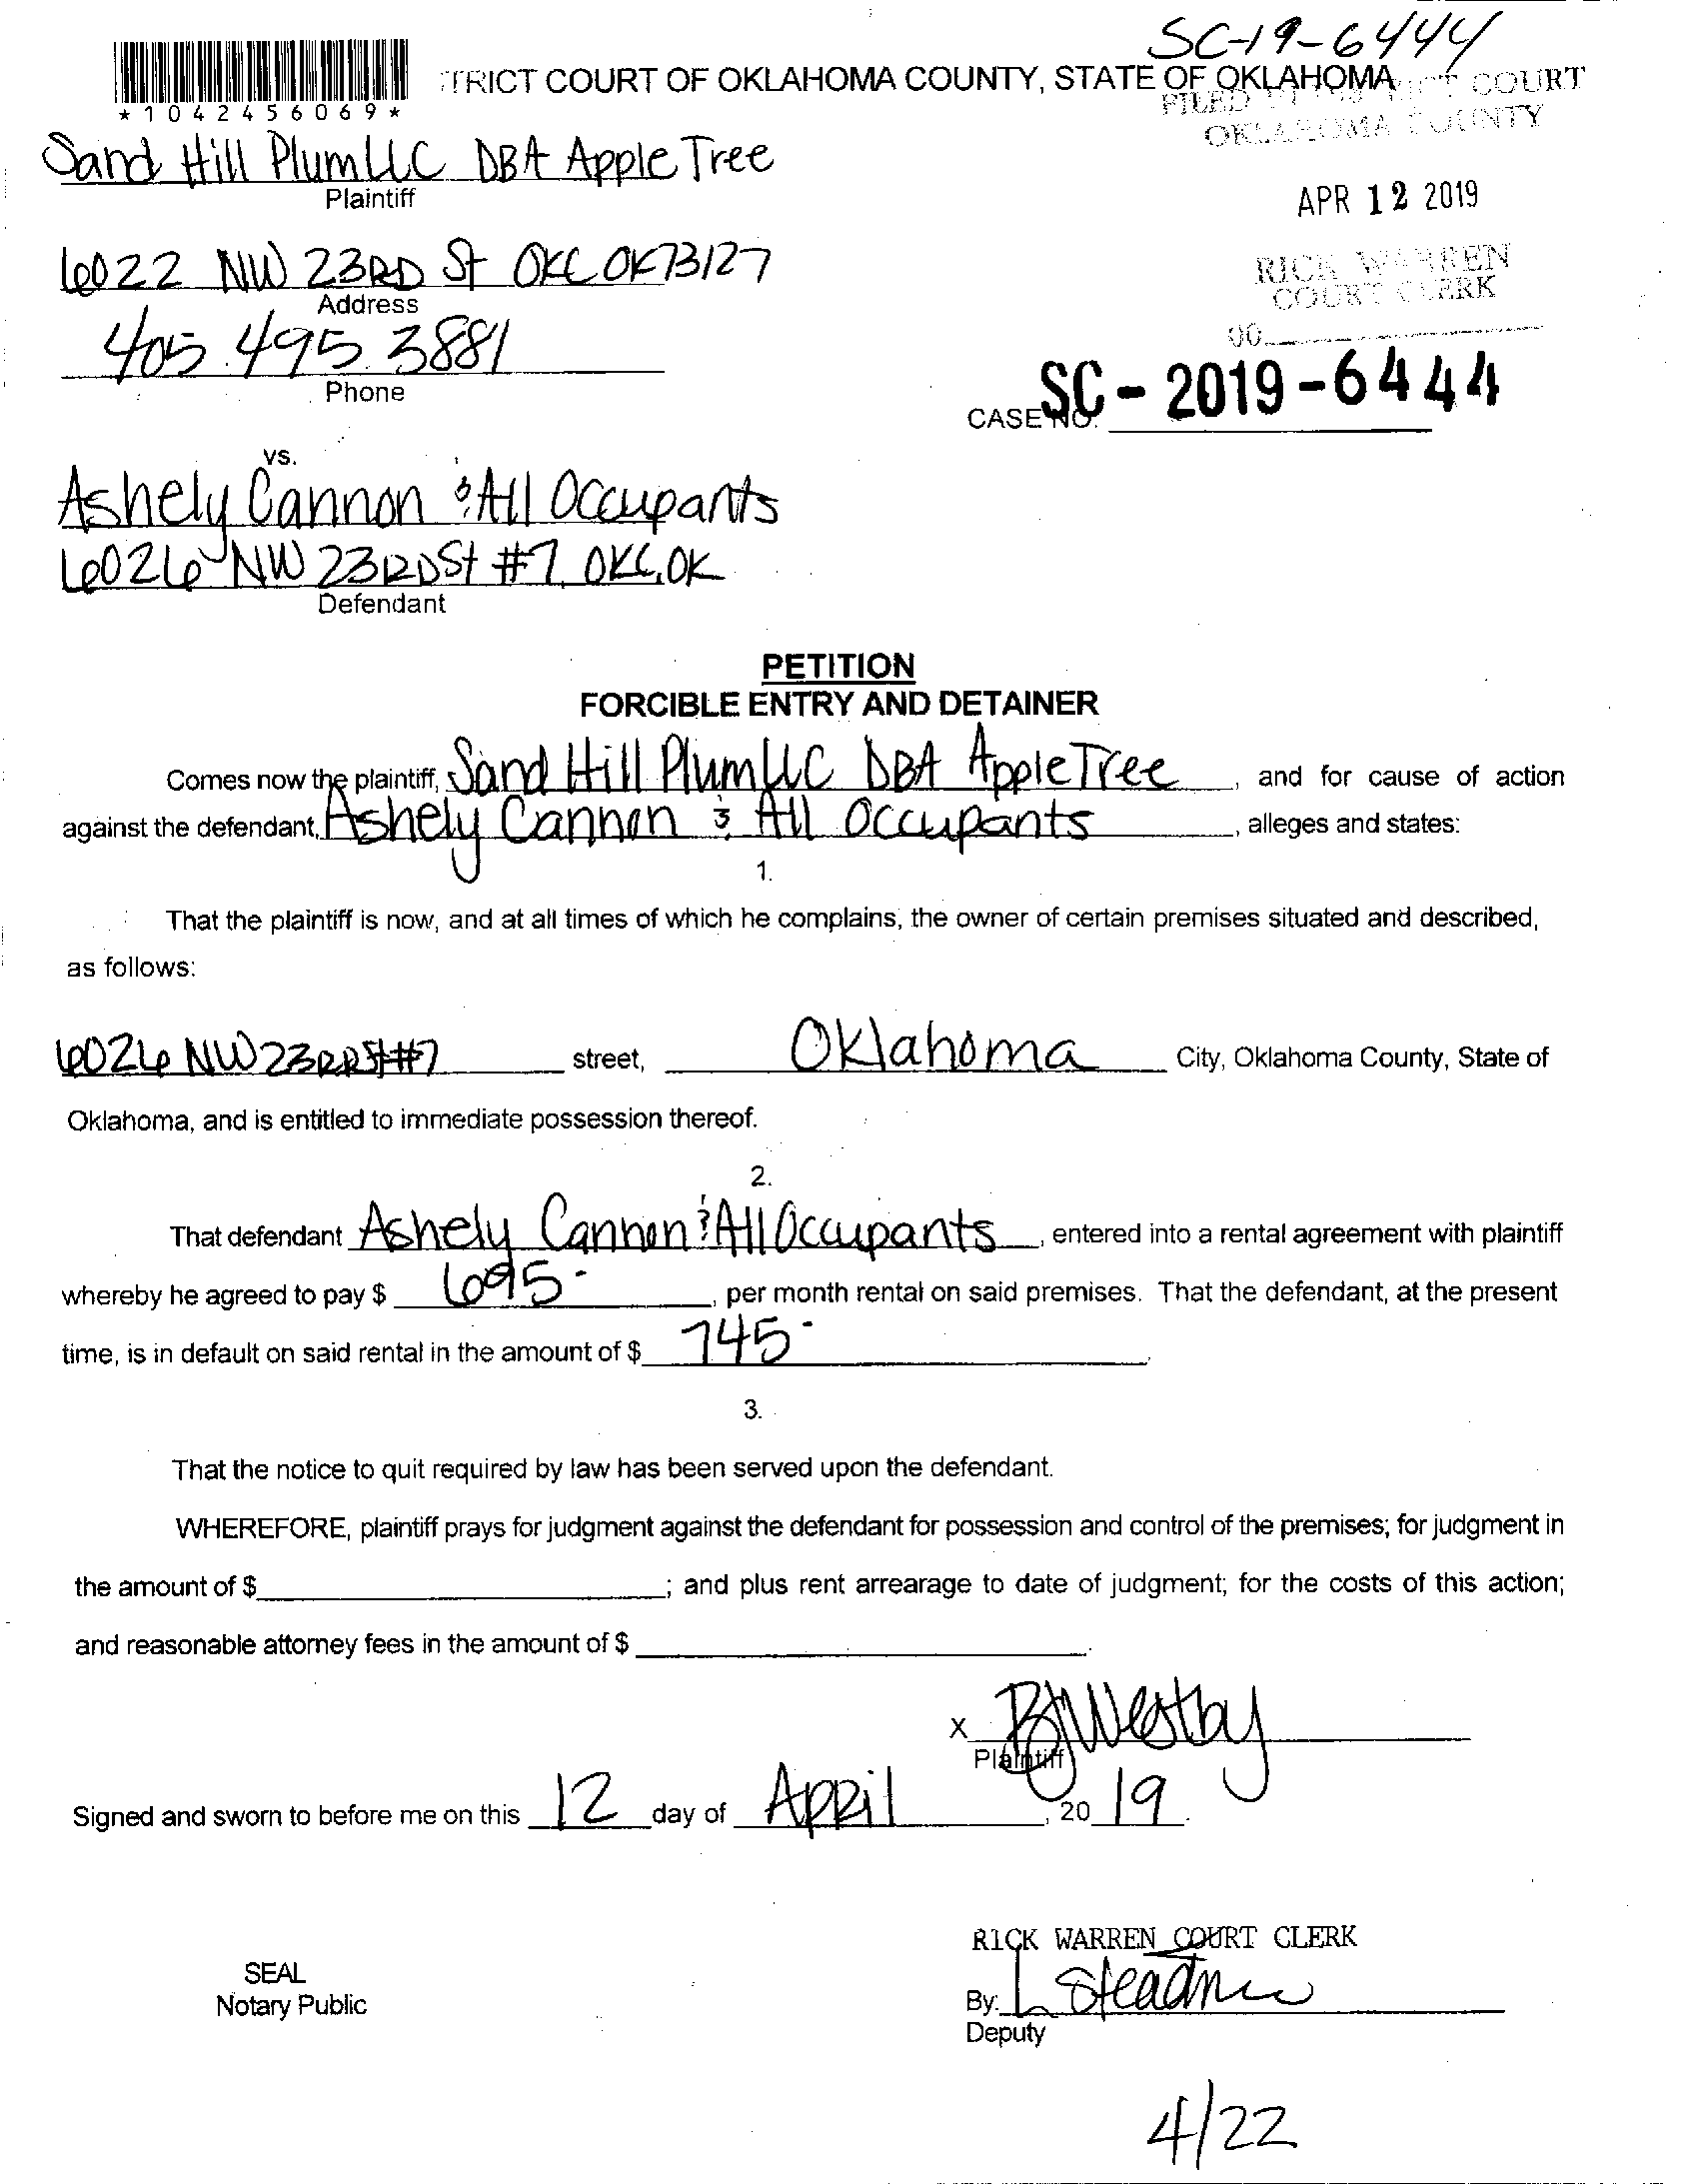 SC-19-6444
TRICT COURT OF OKLAHOMA COUNTY, STATE OF OKLAHOMA
*1042456069*
FILED COURT
OKLAHOMA COUNTY
Sand Hill Plum LLC DBA Apple Tree
Plaintiff
APR 12 2019
6022 NW 23RD St OKC OK 73127
Address
RICK WARREN
COURT CLERK
405.495.3881
Phone
CASE NO. SC-2019-6444
vs.
Ashely Cannon & All Occupants
6026 NW 23RD St #7, OKC, OK
Defendant
PETITION
FORCIBLE ENTRY AND DETAINER
Comes now the plaintiff, Sand Hill Plum LLC DBA Apple Tree, and for cause of action
against the defendant, Ashely Cannon & All Occupants, alleges and states:
1.
That the plaintiff is now, and at all times of which he complains, the owner of certain premises situated and described,
as follows:
6026 NW 23RD St #7 street, Oklahoma City, Oklahoma County, State of
Oklahoma, and is entitled to immediate possession thereof.
2.
That defendant Ashely Cannon & All Occupants, entered into a rental agreement with plaintiff
whereby he agreed to pay $ 695-, per month rental on said premises. That the defendant, at the present
time, is in default on said rental in the amount of $ 745-.
3.
That the notice to quit required by law has been served upon the defendant.
WHEREFORE, plaintiff prays for judgment against the defendant for possession and control of the premises; for judgment in
the amount of $ ; and plus rent arrearage to date of judgment; for the costs of this action;
and reasonable attorney fees in the amount of $ .
X BJ Westby
Plaintiff
Signed and sworn to before me on this 12 day of April, 20 19.
RICK WARREN COURT CLERK
SEAL
Notary Public
By: L Steadman
Deputy
4/22